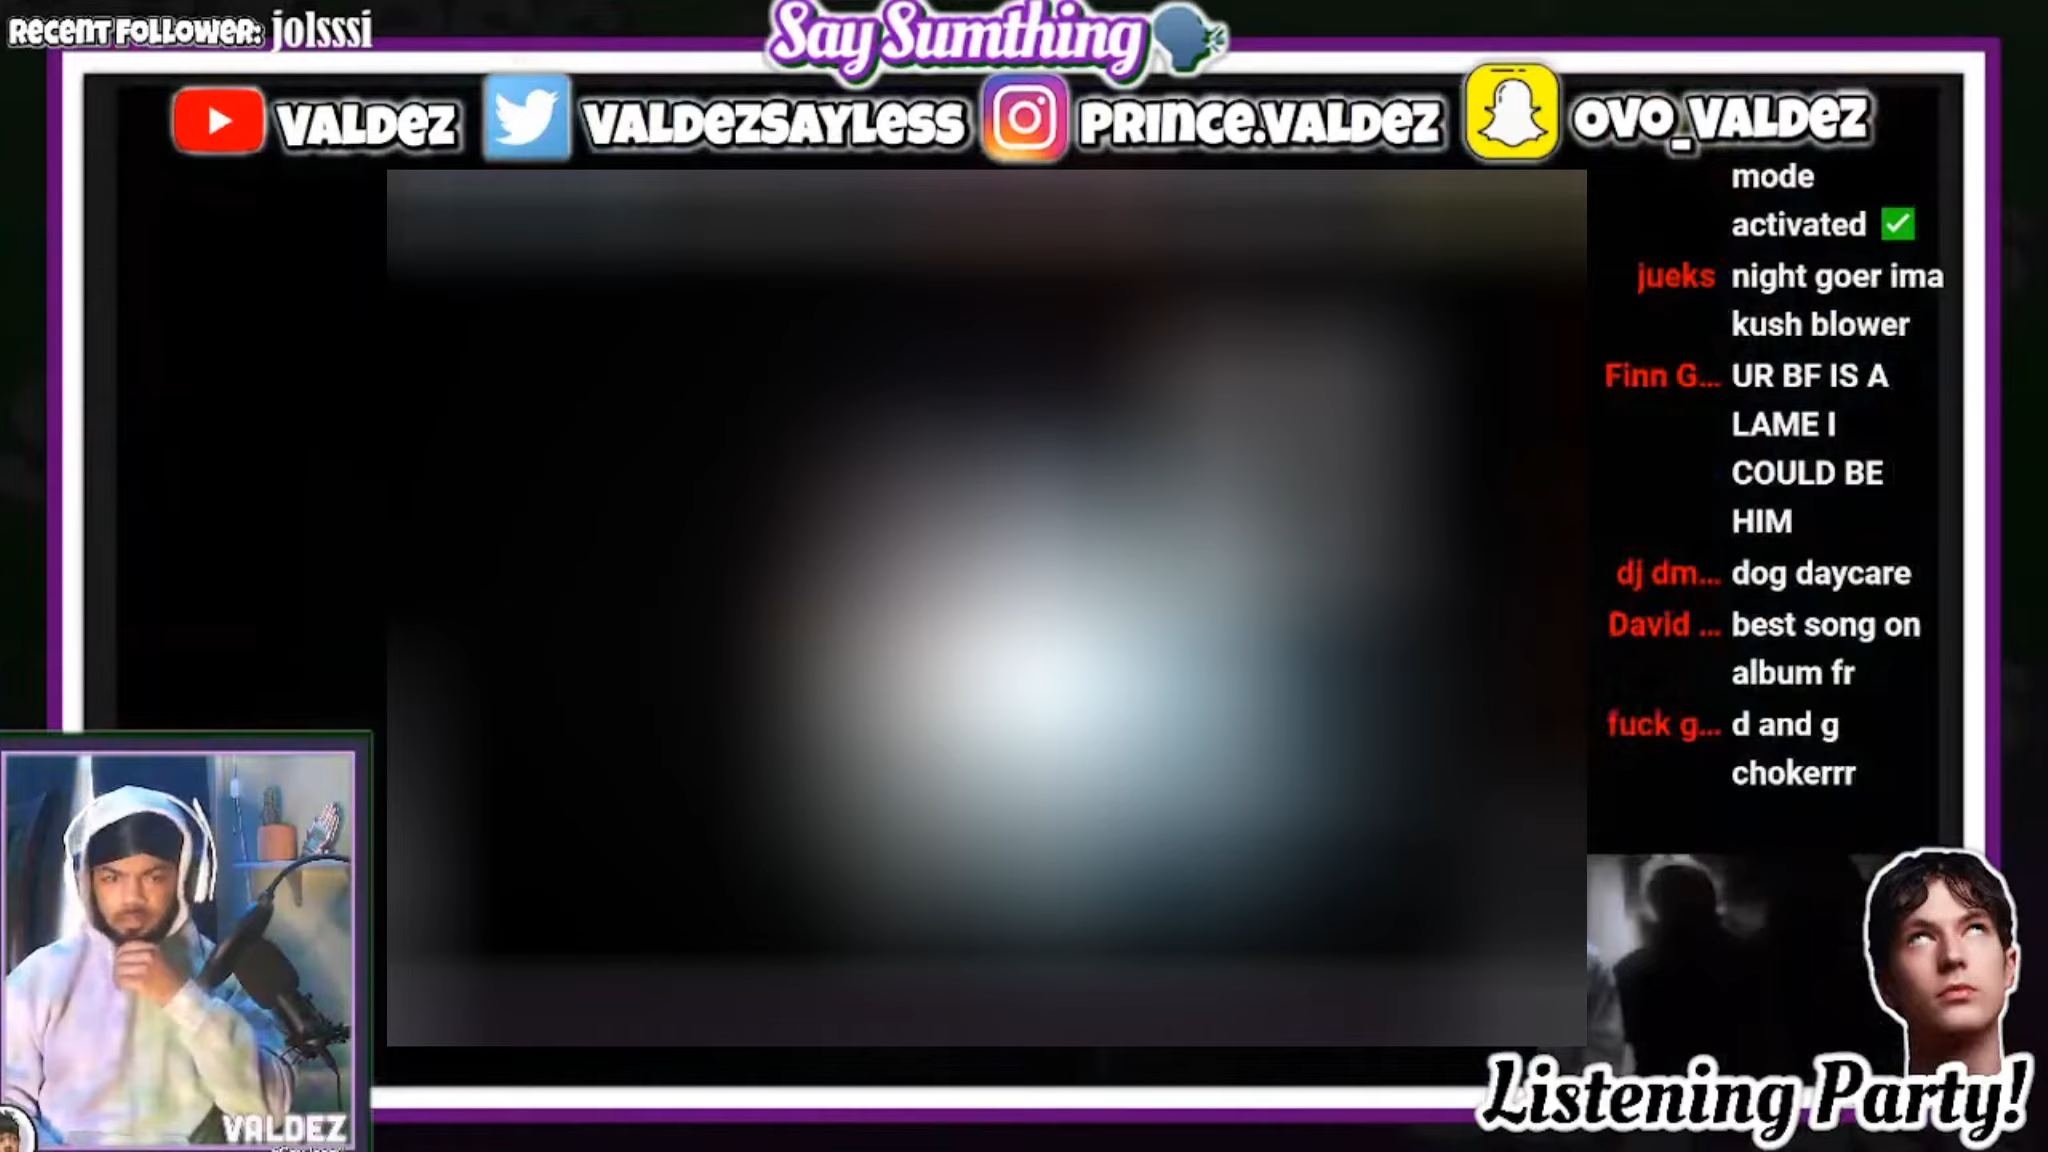 Recent Follower: jolsssi
Say Sumthing
Valdez
ValdezSayLess
Prince.Valdez
OVO_Valdez
mode
activated ✅
jueks night goer ima
kush blower
Finn G... UR BF IS A
LAME I
COULD BE
HIM
dj dm... dog daycare
David ... best song on
album fr
fuck g... d and g
chokerrr
VALDEZ
Listening Party!